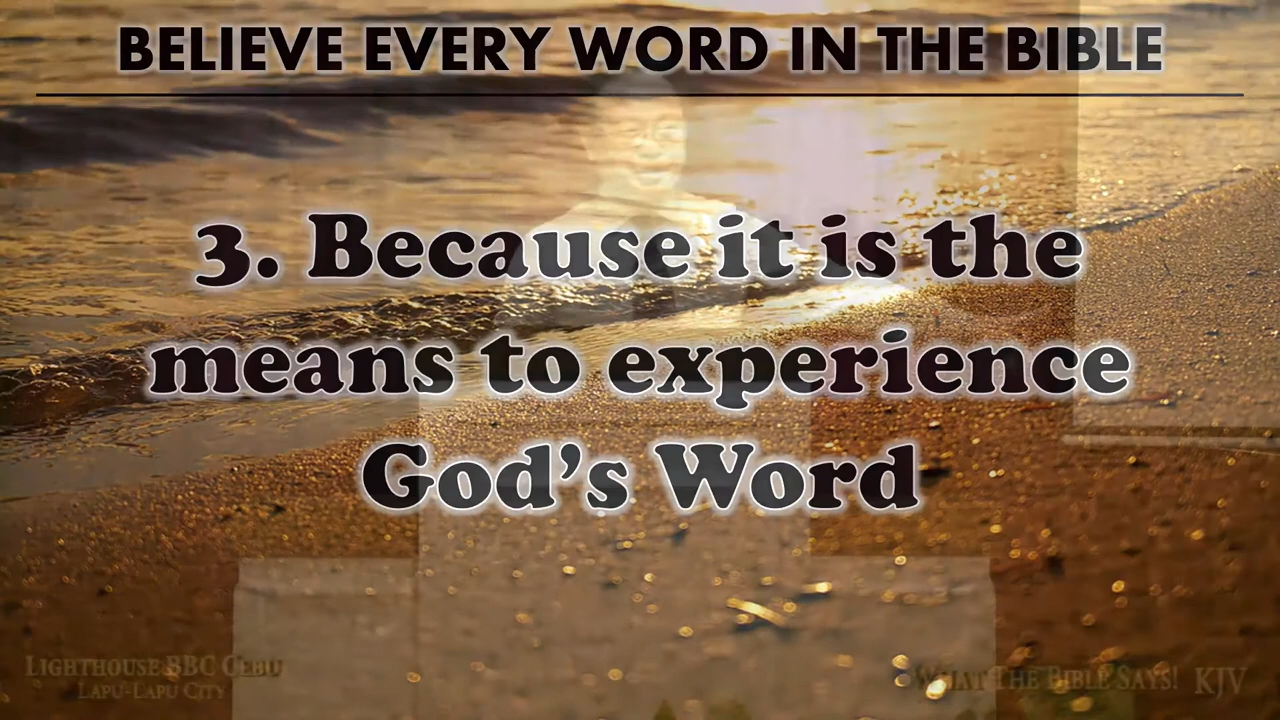 BELIEVE EVERY WORD IN THE BIBLE
3. Because it is the
means to experience
God's Word
LIGHTHOUSE BBC CEBU
LAPU-LAPU CITY
WHAT THE BIBLE SAYS! KJV